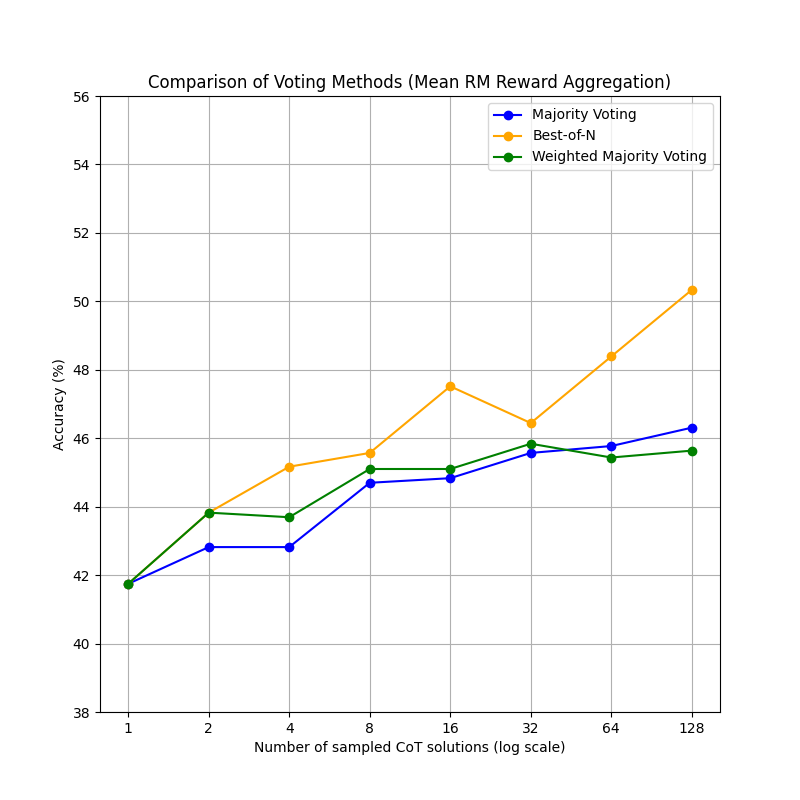 Comparison of Voting Methods (Mean RM Reward Aggregation)
Majority Voting
Best-of-N
Weighted Majority Voting
Accuracy (%)
56
54
52
50
48
46
44
42
40
38
1 2 4 8 16 32 64 128
Number of sampled CoT solutions (log scale)